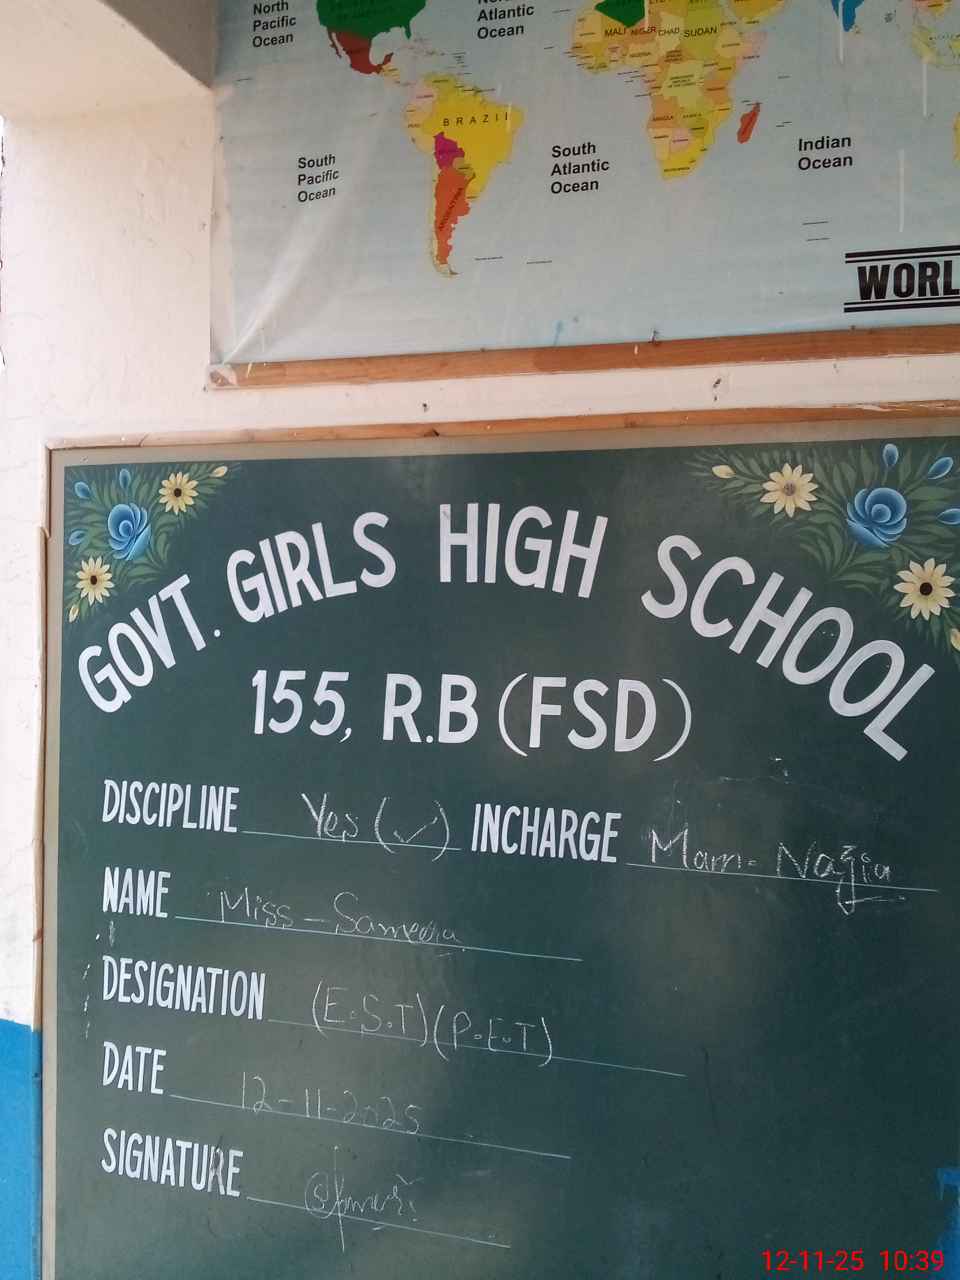 North
Pacific
Ocean
Atlantic
Ocean
MALI NIGER CHAD SUDAN
BRAZIL
ARGENTINA
South
Pacific
Ocean
South
Atlantic
Ocean
Indian
Ocean
WORL
GOVT. GIRLS HIGH SCHOOL
155, R.B (FSD)
DISCIPLINE Yes (✓) INCHARGE Mam. Nazia
NAME Miss - Sameera
DESIGNATION (E.S.T) (P.E.T)
DATE 12-11-2025
SIGNATURE
12-11-25 10:39